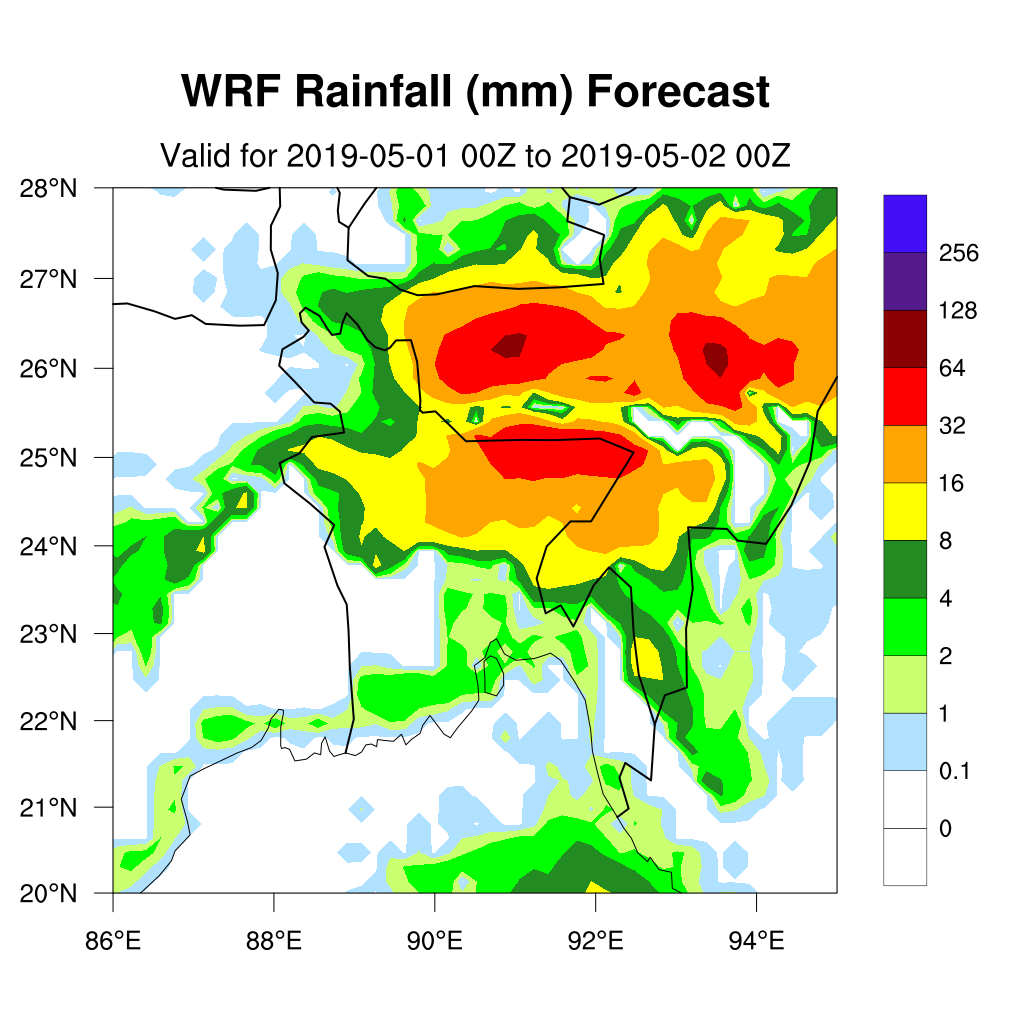 WRF Rainfall (mm) Forecast
Valid for 2019-05-01 00Z to 2019-05-02 00Z
28°N
27°N
26°N
25°N
24°N
23°N
22°N
21°N
20°N
86°E
88°E
90°E
92°E
94°E
256
128
64
32
16
8
4
2
1
0.1
0